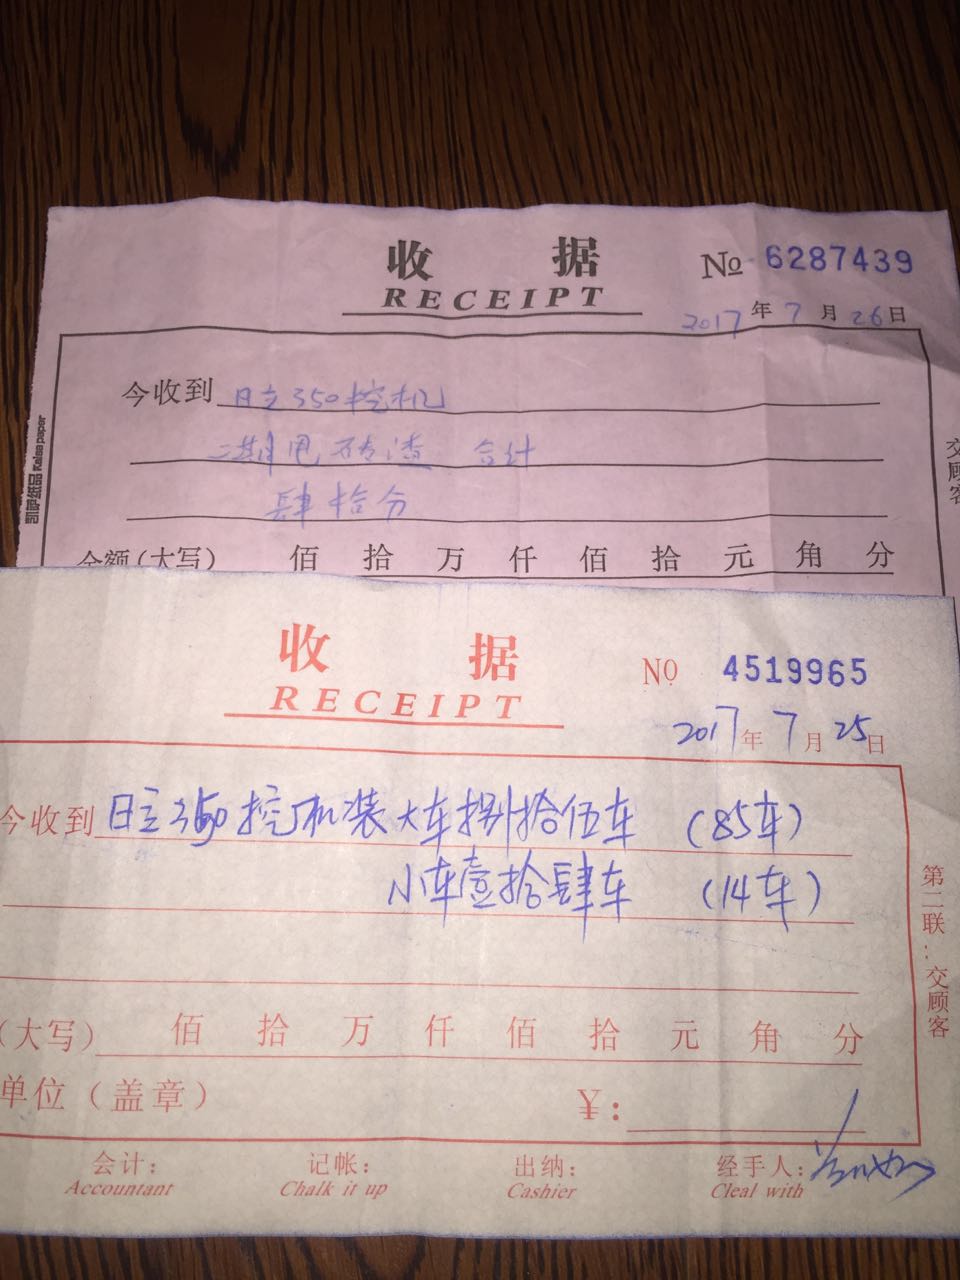 收 据
RECEIPT
№ 6287439
2017 年 7 月 26 日
今收到 日立350挖机
二期甩砖渣 合计
肆拾分
金额(大写) 佰 拾 万 仟 佰 拾 元 角 分
凯萨纸品 Kaisa paper
交顾客
收 据
RECEIPT
№ 4519965
2017 年 7 月 25 日
今收到 日立350挖机装大车捌拾伍车 (85车)
小车壹拾肆车 (14车)
(大写) 佰 拾 万 仟 佰 拾 元 角 分
单位(盖章) ¥:
第二联:交顾客
会计: 记帐: 出纳: 经手人:
Accountant Chalk it up Cashier Cleal with